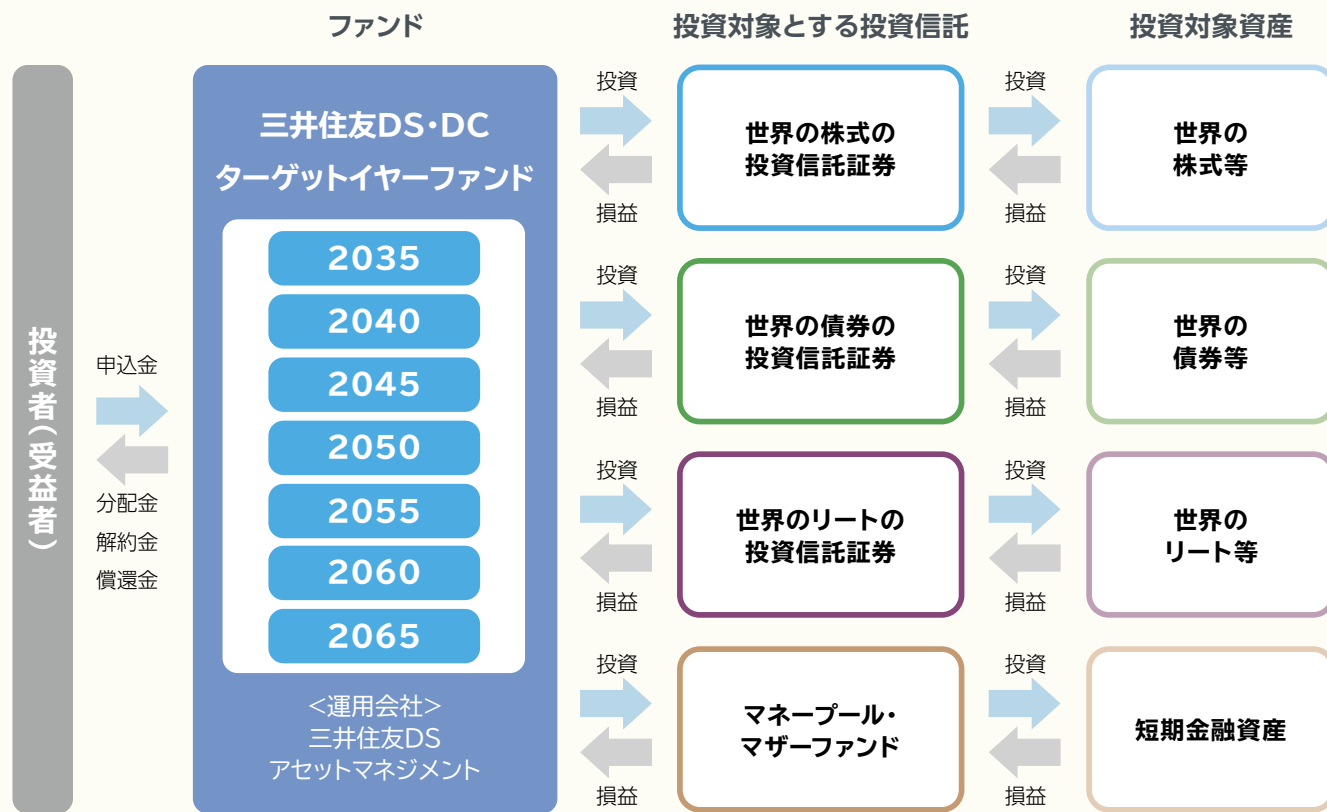 ファンド
投資対象とする投資信託
投資対象資産
投資者(受益者)
申込金
分配金
解約金
償還金
三井住友DS・DC
ターゲットイヤーファンド
2035
2040
2045
2050
2055
2060
2065
<運用会社>
三井住友DS
アセットマネジメント
投資
損益
世界の株式の
投資信託証券
投資
損益
世界の
株式等
投資
損益
世界の債券の
投資信託証券
投資
損益
世界の
債券等
投資
損益
世界のリートの
投資信託証券
投資
損益
世界の
リート等
投資
損益
マネープール・
マザーファンド
投資
損益
短期金融資産